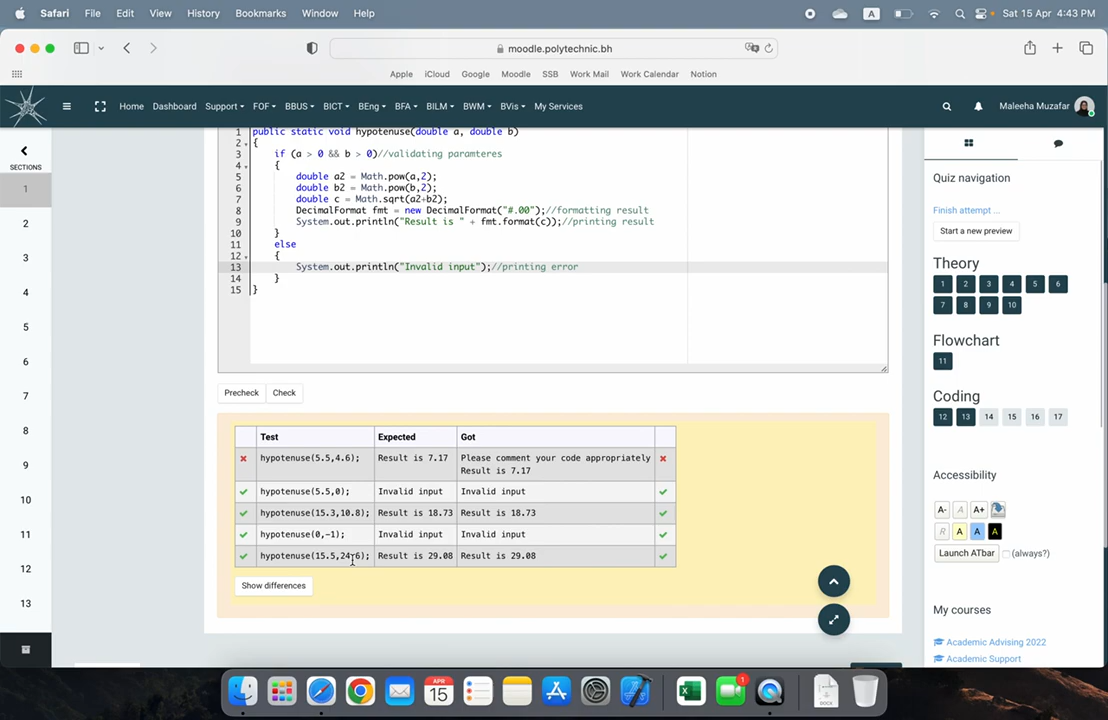 Safari File Edit View History Bookmarks Window Help A Sat 15 Apr 4:43 PM
moodle.polytechnic.bh
Apple iCloud Google Moodle SSB Work Mail Work Calendar Notion
Home Dashboard Support FOF BBUS BICT BEng BFA BILM BWM BVis My Services Maleeha Muzafar
SECTIONS
1
2
3
4
5
6
7
8
9
10
11
12
13
1 public static void hypotenuse(double a, double b)
2 {
3 if (a > 0 && b > 0)//validating paramteres
4 {
5 double a2 = Math.pow(a,2);
6 double b2 = Math.pow(b,2);
7 double c = Math.sqrt(a2+b2);
8 DecimalFormat fmt = new DecimalFormat("#.00");//formatting result
9 System.out.println("Result is " + fmt.format(c));//printing result
10 }
11 else
12 {
13 System.out.println("Invalid input");//printing error
14 }
15 }
Precheck Check
Test Expected Got
hypotenuse(5.5,4.6); Result is 7.17 Please comment your code appropriately
Result is 7.17
hypotenuse(5.5,0); Invalid input Invalid input
hypotenuse(15.3,10.8); Result is 18.73 Result is 18.73
hypotenuse(0,-1); Invalid input Invalid input
hypotenuse(15.5,24.6); Result is 29.08 Result is 29.08
Show differences
Quiz navigation
Finish attempt ...
Start a new preview
Theory
1 2 3 4 5 6
7 8 9 10
Flowchart
11
Coding
12 13 14 15 16 17
Accessibility
A- A A+
R A A A
Launch ATbar (always?)
My courses
Academic Advising 2022
Academic Support
APR
15
1
DOCX